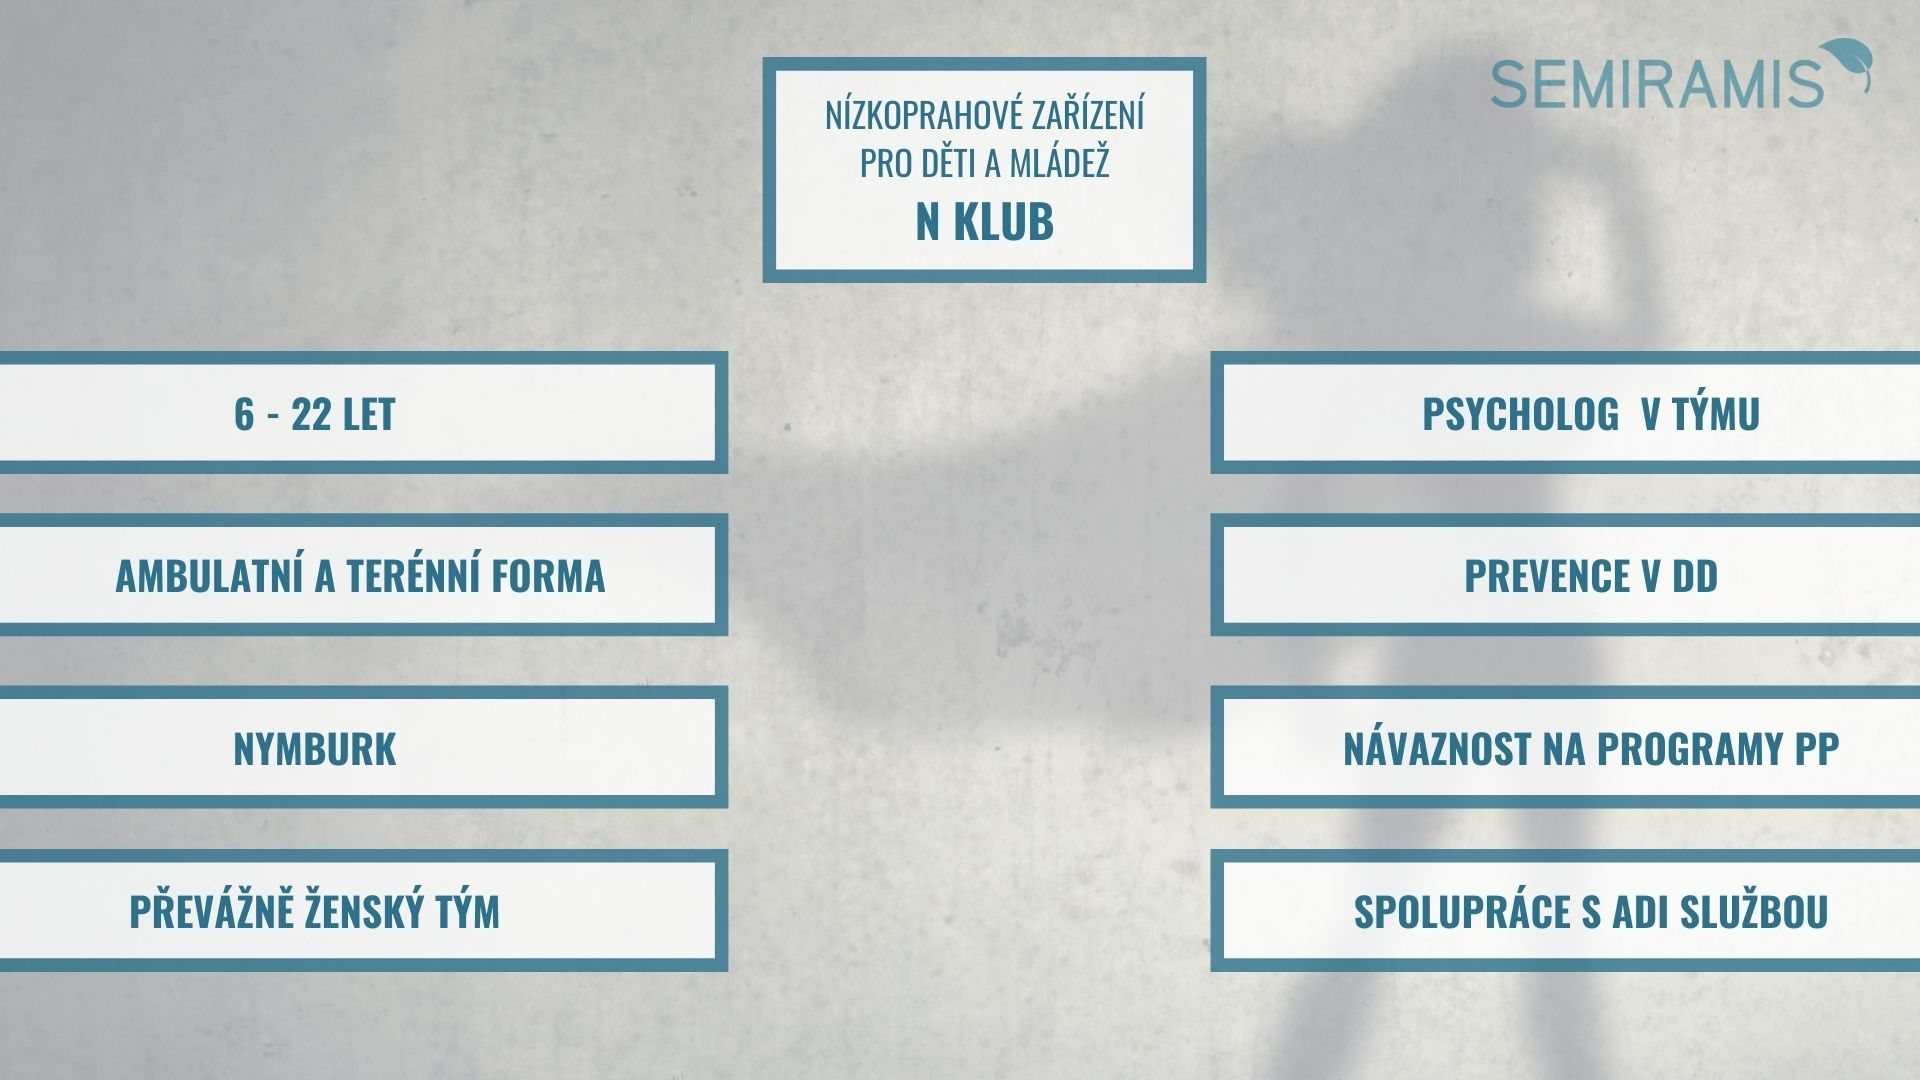 SEMIRAMIS
NÍZKOPRAHOVÉ ZAŘÍZENÍ
PRO DĚTI A MLÁDEŽ
N KLUB
6 - 22 LET
AMBULATNÍ A TERÉNNÍ FORMA
NYMBURK
PŘEVÁŽNĚ ŽENSKÝ TÝM
PSYCHOLOG V TÝMU
PREVENCE V DD
NÁVAZNOST NA PROGRAMY PP
SPOLUPRÁCE S ADI SLUŽBOU